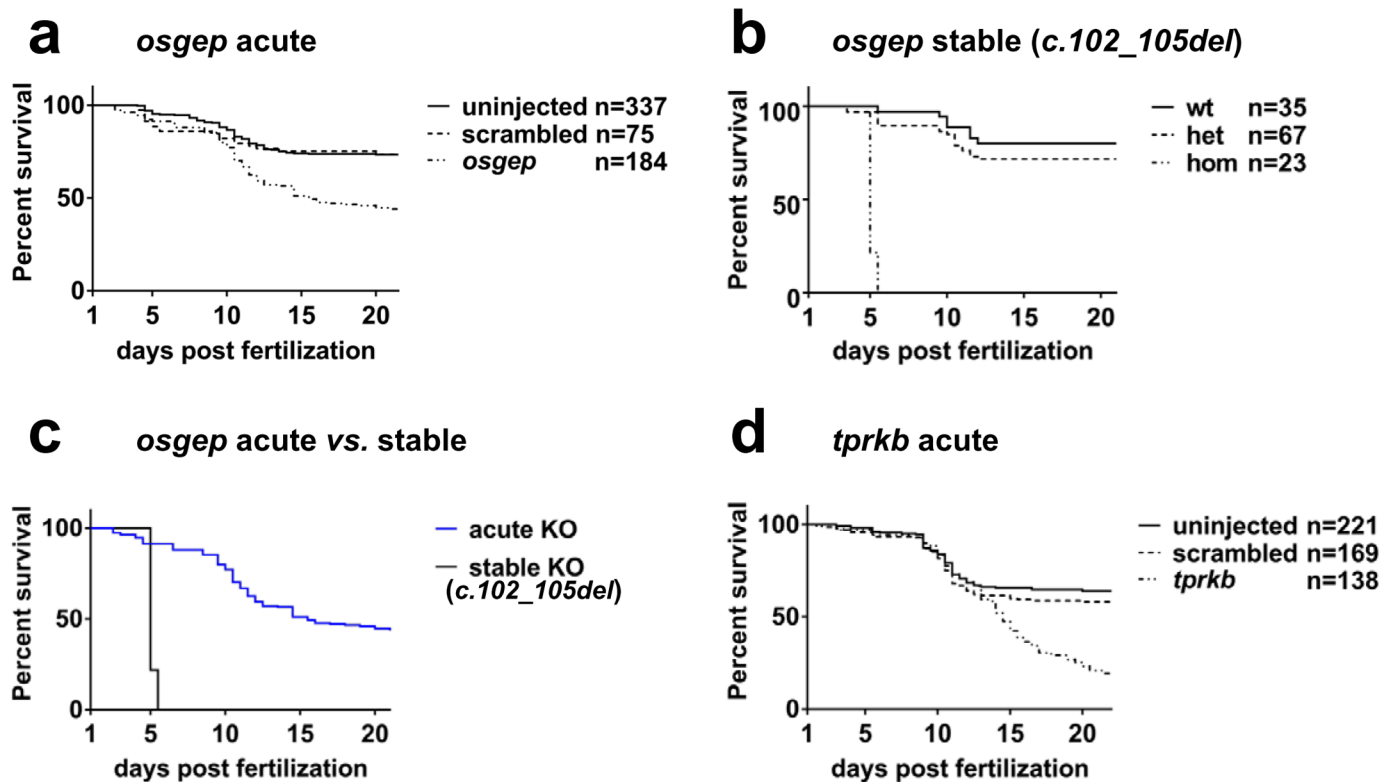 a osgep acute
Percent survival
100
50
0
1 5 10 15 20
days post fertilization
uninjected n=337
scrambled n=75
osgep n=184
b osgep stable (c.102_105del)
Percent survival
100
50
0
1 5 10 15 20
days post fertilization
wt n=35
het n=67
hom n=23
c osgep acute vs. stable
Percent survival
100
50
0
1 5 10 15 20
days post fertilization
acute KO
stable KO
(c.102_105del)
d tprkb acute
Percent survival
100
50
0
1 5 10 15 20
days post fertilization
uninjected n=221
scrambled n=169
tprkb n=138